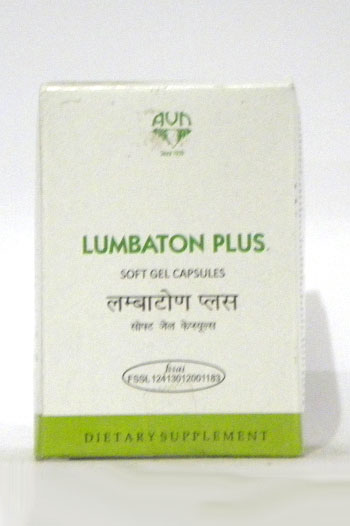 AVN
LUMBATON PLUS
SOFT GEL CAPSULES
लम्बाटोण प्लस
सोफ्ट जेल केप्सूल्स
fssai
FSSL 12413012001183
DIETARY SUPPLEMENT